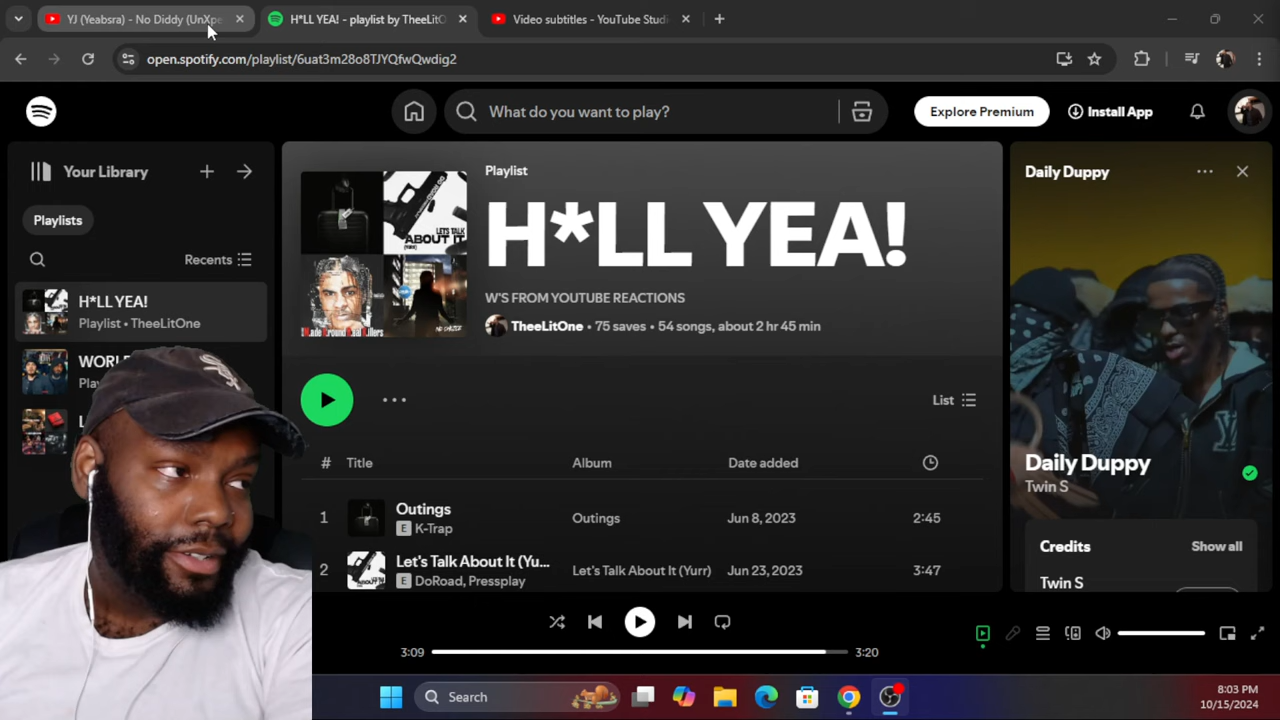 YJ (Yeabsra) - No Diddy (UnXpe
H*LL YEA! - playlist by TheeLitO
Video subtitles - YouTube Studi
open.spotify.com/playlist/6uat3m28o8TJYQfwQwdig2
What do you want to play?
Explore Premium
Install App
Your Library
Playlists
Recents
H*LL YEA!
Playlist • TheeLitOne
Playlist
H*LL YEA!
W'S FROM YOUTUBE REACTIONS
TheeLitOne • 75 saves • 54 songs, about 2 hr 45 min
LETS TALK
ABOUT IT
List
# Title Album Date added
1 Outings Outings Jun 8, 2023 2:45
E K-Trap
2 Let's Talk About It (Yu... Let's Talk About It (Yurr) Jun 23, 2023 3:47
E DoRoad, Pressplay
Daily Duppy
Daily Duppy
Twin S
Credits Show all
Twin S
3:09 3:20
Search
8:03 PM
10/15/2024